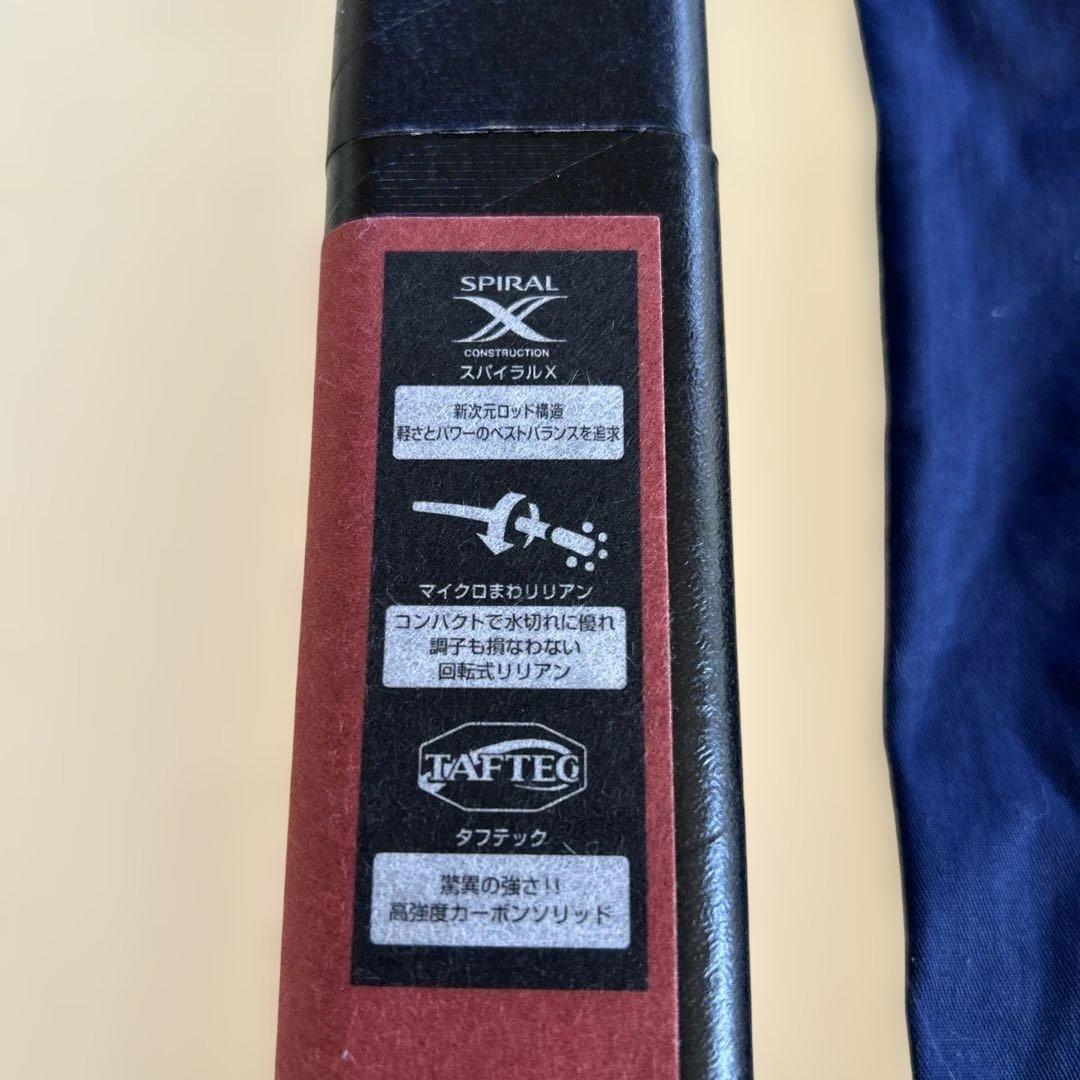 SPIRAL
X
CONSTRUCTION
スパイラルX
新次元ロッド構造
軽さとパワーのベストバランスを追求
マイクロまわリリアン
コンパクトで水切れに優れ
調子も損なわない
回転式リリアン
TAFTEC
タフテック
驚異の強さ!!
高強度カーボンソリッド